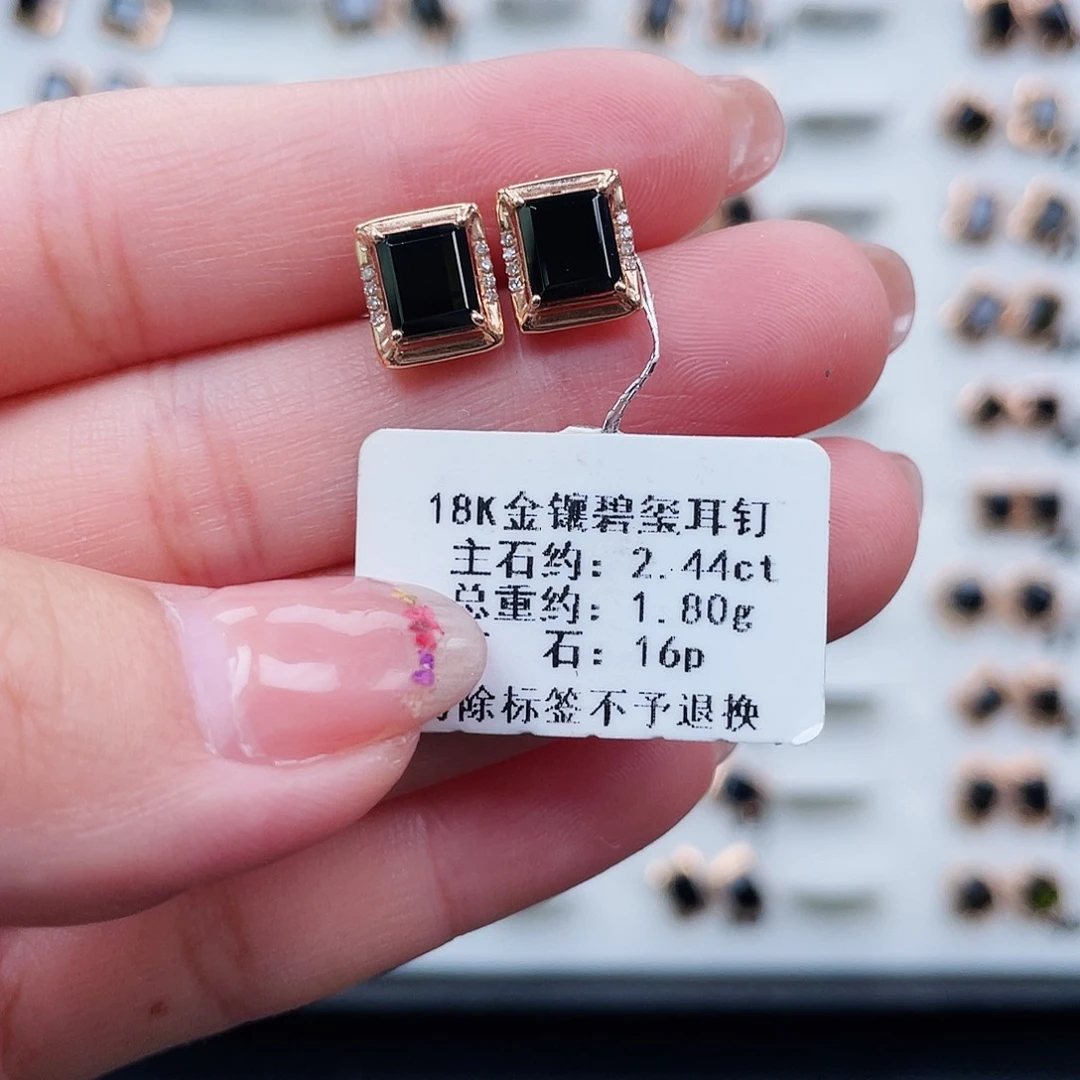 18K金镶碧玺耳钉
主石约: 2.44ct
总重约: 1.80g
石: 16p
除标签不予退换